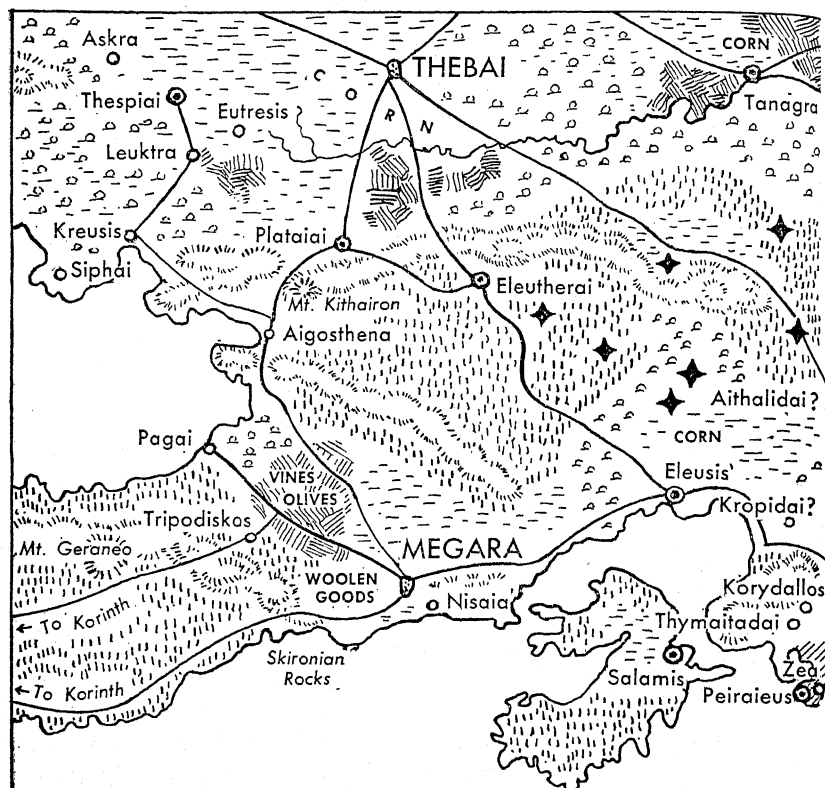 Askra
CORN
THEBAI
Thespiai
Tanagra
Eutresis
R N
Leuktra
Kreusis
Plataiai
Siphai
Eleutherai
Mt. Kithairon
Aigosthena
Aithalidai?
Pagai
CORN
VINES
OLIVES
Eleusis
Tripodiskos
Kropidai?
Mt. Geraneo
MEGARA
WOOLEN
GOODS
Korydallos
Nisaia
← To Korinth
Thymaitadai
Skironian
Rocks
Zea
Salamis
← To Korinth
Peiraieus